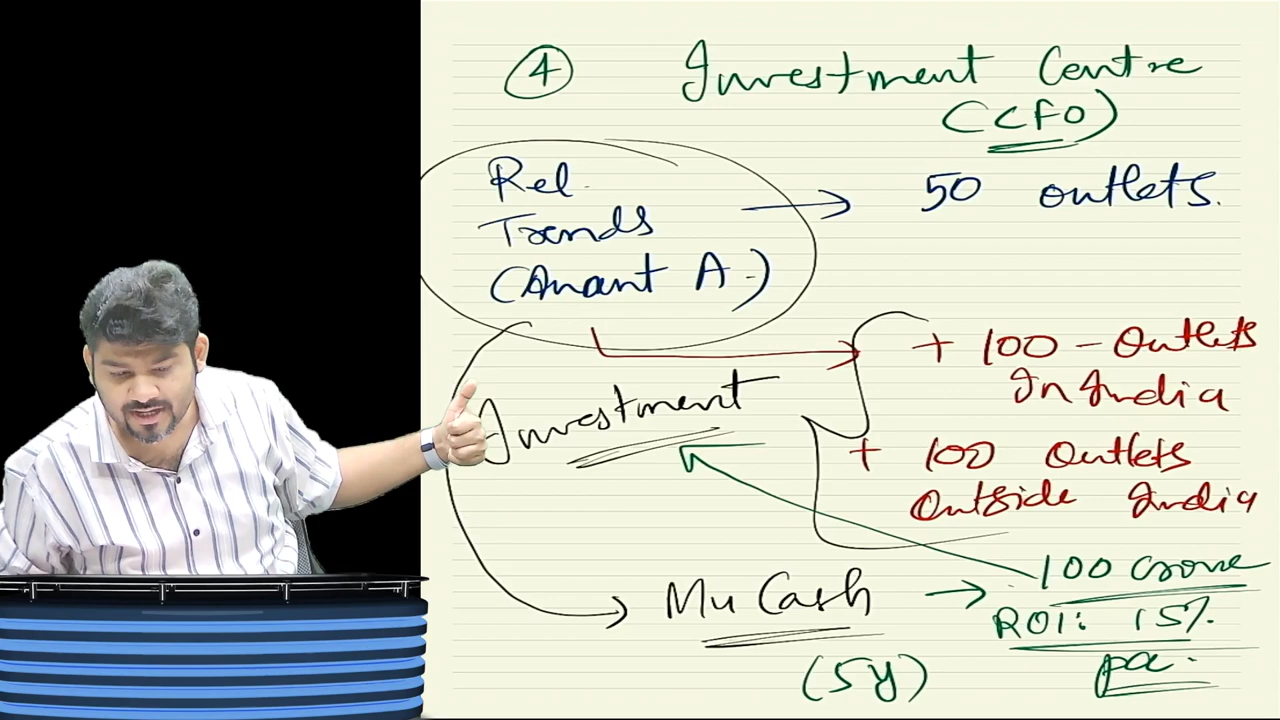 ④ Investment Centre
(CFO)
Rel.
Trends
(Anant A.)
50 outlets.
+ 100 - Outlets
In India
Investment
+ 100 Outlets
Outside India
Mu Cash
(5y)
100 crore
ROI: 15%
pa.